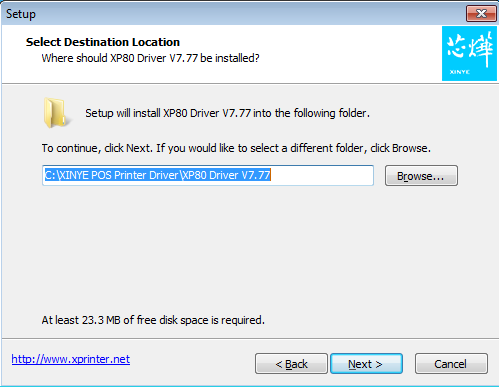 Setup
Select Destination Location
Where should XP80 Driver V7.77 be installed?
芯烨
XINYE
Setup will install XP80 Driver V7.77 into the following folder.
To continue, click Next. If you would like to select a different folder, click Browse.
C:\XINYE POS Printer Driver\XP80 Driver V7.77
Browse...
At least 23.3 MB of free disk space is required.
http://www.xprinter.net
< Back
Next >
Cancel